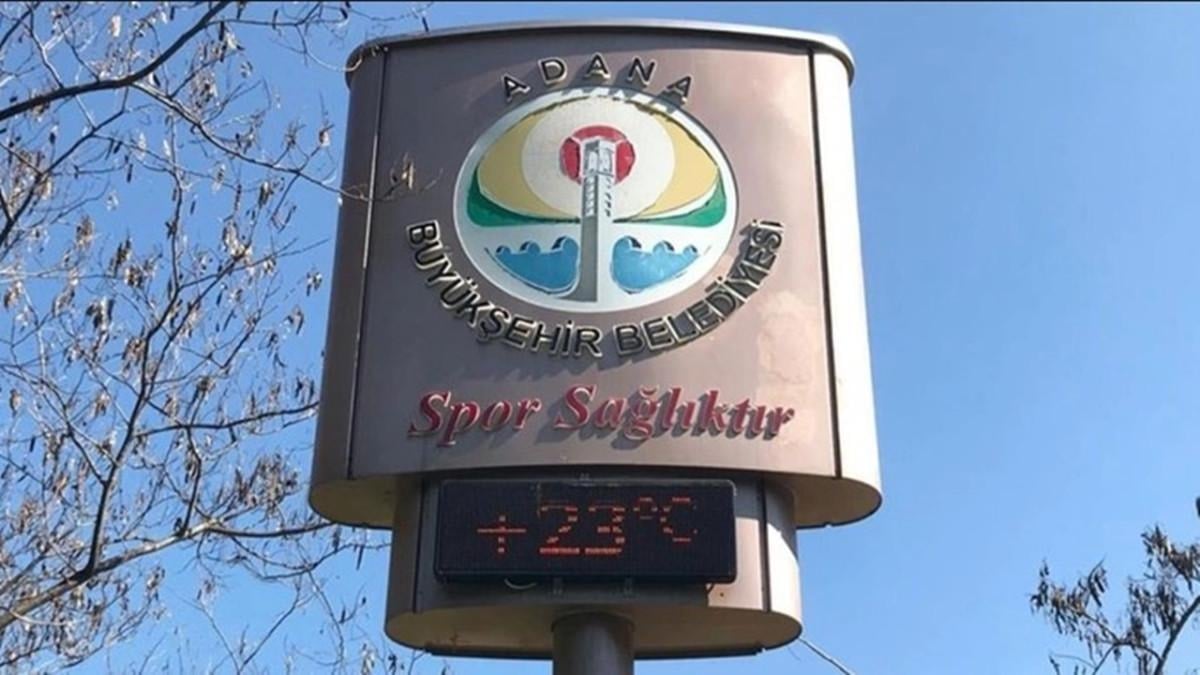 ADANA
BÜYÜKŞEHİR BELEDİYESİ
Spor Sağlıktır
+23°C